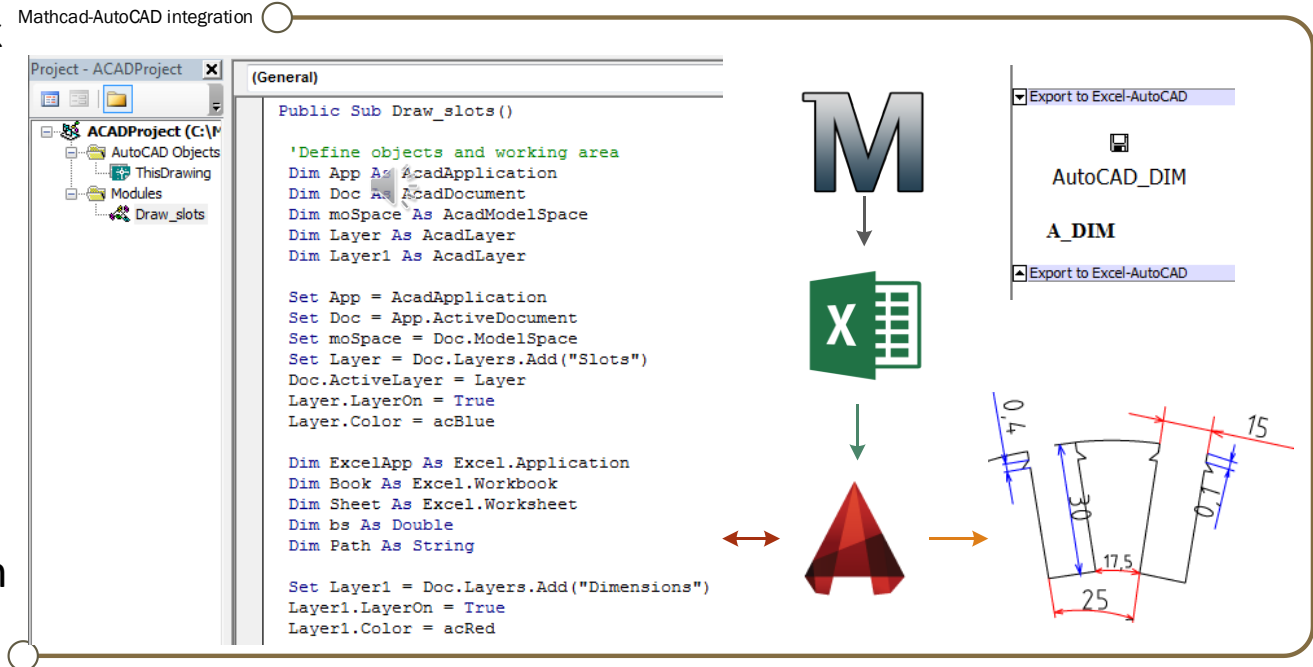 Mathcad-AutoCAD integration
Project - ACADProject
ACADProject (C:\M
AutoCAD Objects
ThisDrawing
Modules
Draw_slots
(General)
Public Sub Draw_slots()
'Define objects and working area
Dim App As AcadApplication
Dim Doc As AcadDocument
Dim moSpace As AcadModelSpace
Dim Layer As AcadLayer
Dim Layer1 As AcadLayer
Set App = AcadApplication
Set Doc = App.ActiveDocument
Set moSpace = Doc.ModelSpace
Set Layer = Doc.Layers.Add("Slots")
Doc.ActiveLayer = Layer
Layer.LayerOn = True
Layer.Color = acBlue
Dim ExcelApp As Excel.Application
Dim Book As Excel.Workbook
Dim Sheet As Excel.Worksheet
Dim bs As Double
Dim Path As String
Set Layer1 = Doc.Layers.Add("Dimensions")
Layer1.LayerOn = True
Layer1.Color = acRed
M
X
Export to Excel-AutoCAD
AutoCAD_DIM
A_DIM
Export to Excel-AutoCAD
0,4
15
30
0,1
17,5
25
n